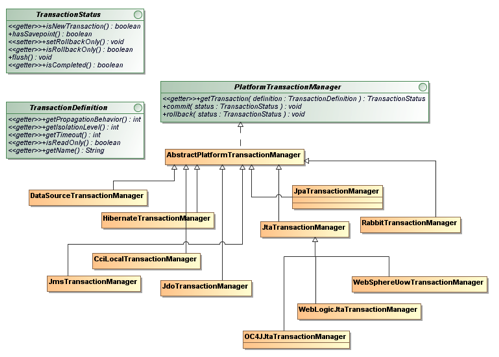 TransactionStatus
<<getter>>+isNewTransaction() : boolean
+hasSavepoint() : boolean
<<setter>>+setRollbackOnly() : void
<<getter>>+isRollbackOnly() : boolean
+flush() : void
<<getter>>+isCompleted() : boolean
PlatformTransactionManager
<<getter>>+getTransaction( definition : TransactionDefinition ) : TransactionStatus
+commit( status : TransactionStatus ) : void
+rollback( status : TransactionStatus ) : void
TransactionDefinition
<<getter>>+getPropagationBehavior() : int
<<getter>>+getIsolationLevel() : int
<<getter>>+getTimeout() : int
<<getter>>+isReadOnly() : boolean
<<getter>>+getName() : String
AbstractPlatformTransactionManager
DataSourceTransactionManager
JpaTransactionManager
HibernateTransactionManager
JtaTransactionManager
RabbitTransactionManager
CciLocalTransactionManager
JmsTransactionManager
JdoTransactionManager
WebSphereUowTransactionManager
WebLogicJtaTransactionManager
OC4JJtaTransactionManager